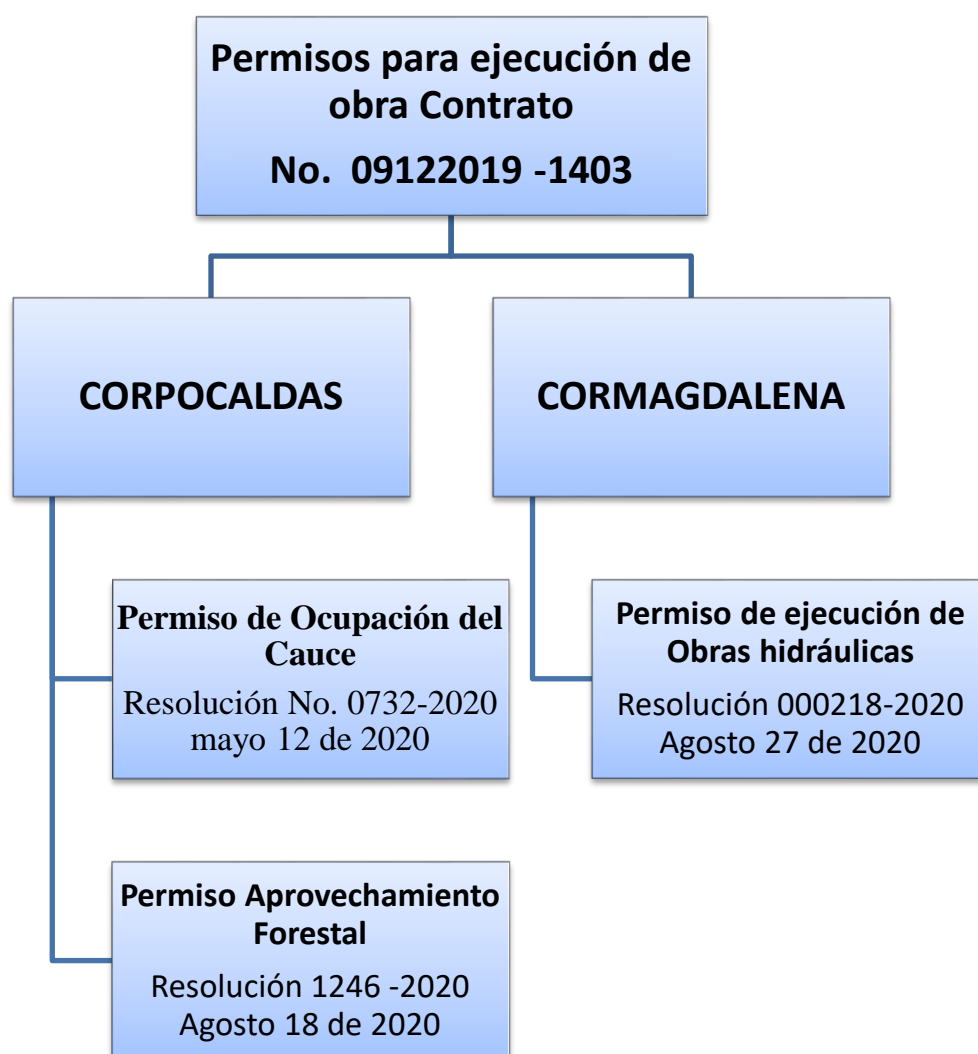 Permisos para ejecución de
obra Contrato
No.  09122019 -1403
CORPOCALDAS
CORMAGDALENA
Permiso de Ocupación del
Cauce
Resolución No. 0732-2020
mayo 12 de 2020
Permiso de ejecución de
Obras hidráulicas
Resolución 000218-2020
Agosto 27 de 2020
Permiso Aprovechamiento
Forestal
Resolución 1246 -2020
Agosto 18 de 2020